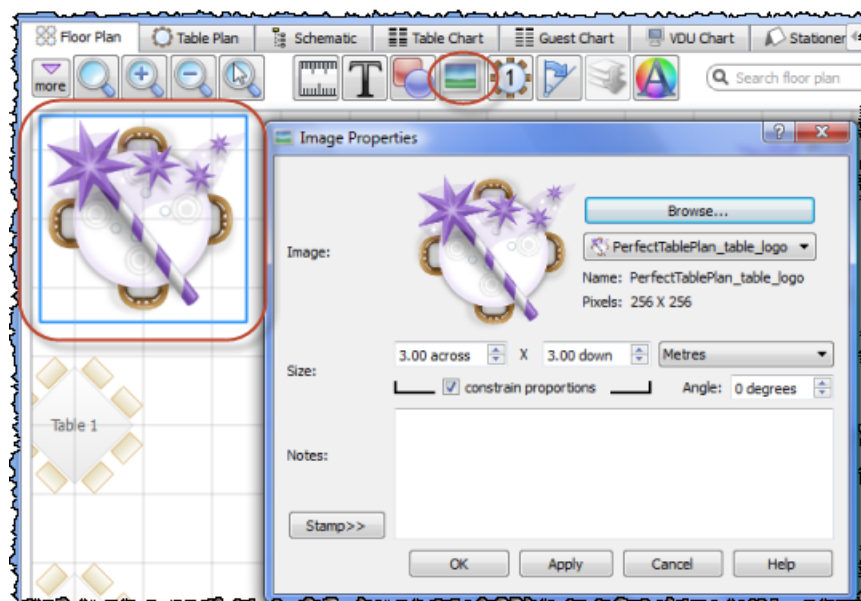 Floor Plan Table Plan Schematic Table Chart Guest Chart VDU Chart Stationer
more T 1 A Search floor plan
Image Properties
Browse...
Image: PerfectTablePlan_table_logo
Name: PerfectTablePlan_table_logo
Pixels: 256 X 256
3.00 across X 3.00 down Metres
Size:
constrain proportions Angle: 0 degrees
Table 1
Notes:
Stamp>>
OK Apply Cancel Help